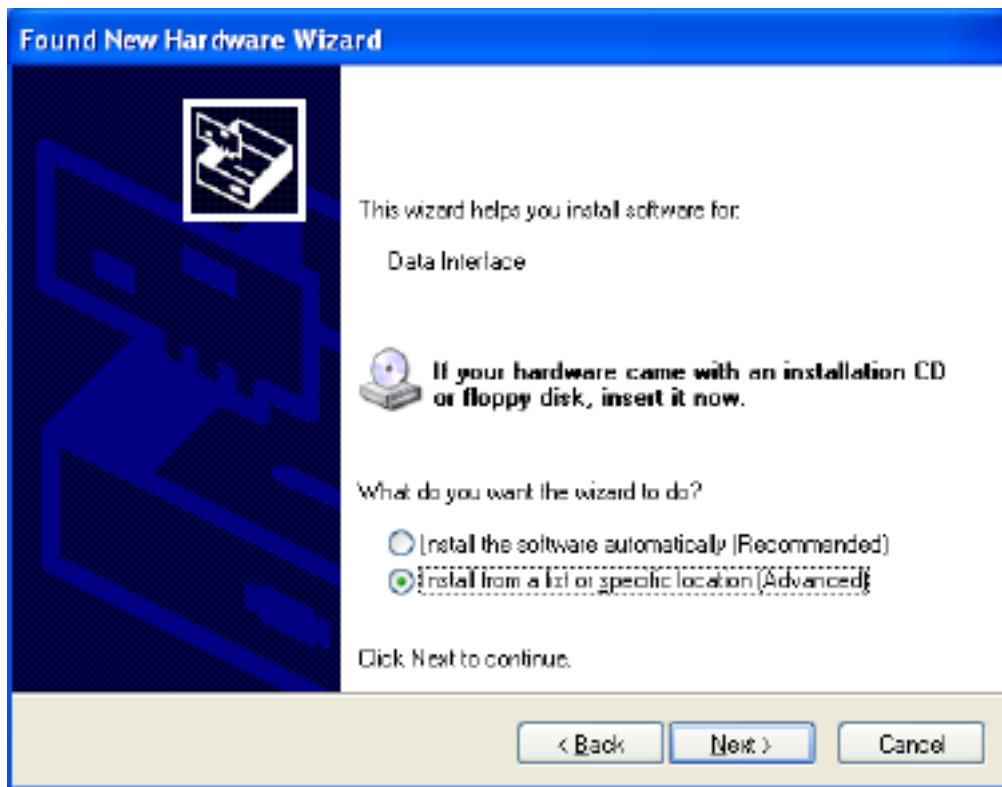 Found New Hardware Wizard
This wizard helps you install software for:
Data Interface
If your hardware came with an installation CD
or floppy disk, insert it now.
What do you want the wizard to do?
Install the software automatically (Recommended)
Install from a list or specific location (Advanced)
Click Next to continue.
< Back
Next >
Cancel